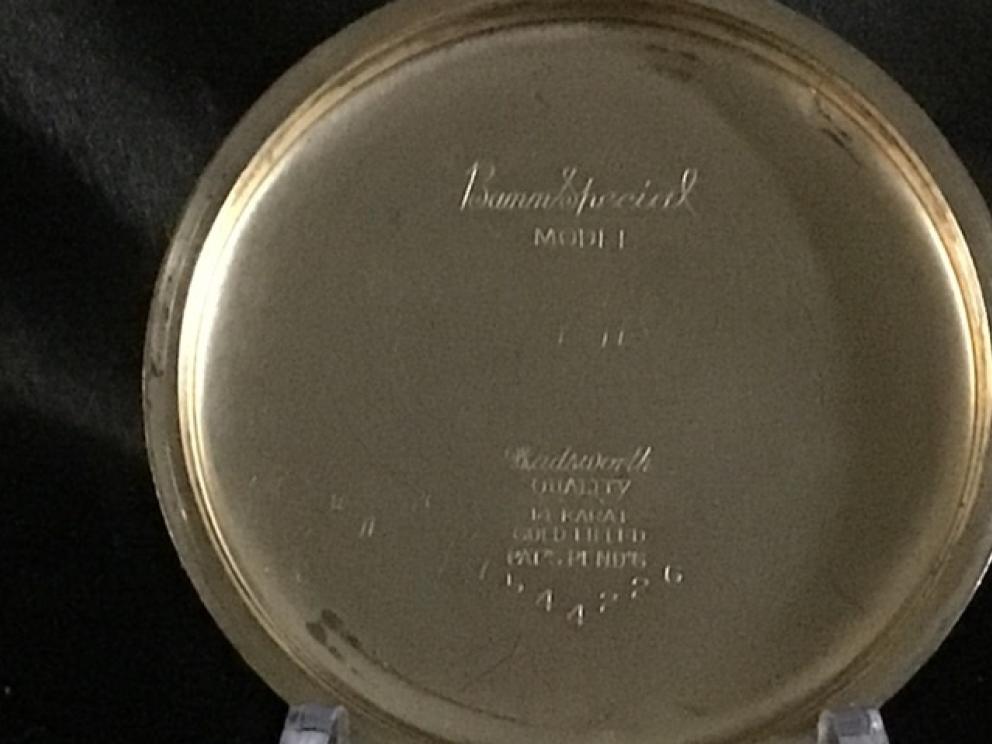 Bunn Special
MODEL
Wadsworth
QUALITY
14 KARAT
GOLD FILLED
PAT'S. PEND'G